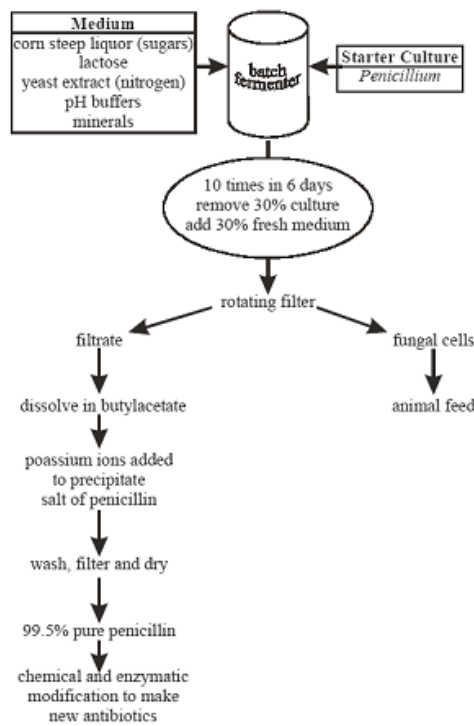 Medium
corn steep liquor (sugars)
lactose
yeast extract (nitrogen)
pH buffers
minerals
batch
fermenter
Starter Culture
Penicillium
10 times in 6 days
remove 30% culture
add 30% fresh medium
rotating filter
filtrate
fungal cells
dissolve in butylacetate
animal feed
poassium ions added
to precipitate
salt of penicillin
wash, filter and dry
99.5% pure penicillin
chemical and enzymatic
modification to make
new antibiotics